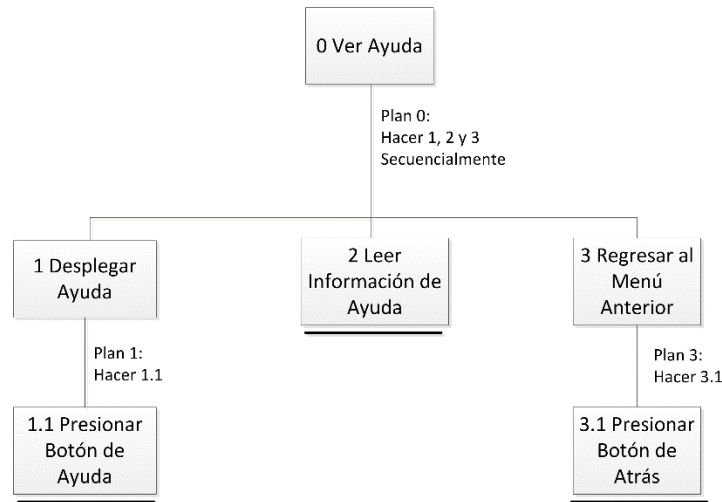 0 Ver Ayuda
Plan 0:
Hacer 1, 2 y 3
Secuencialmente
1 Desplegar
Ayuda
2 Leer
Información de
Ayuda
3 Regresar al
Menú
Anterior
Plan 1:
Hacer 1.1
Plan 3:
Hacer 3.1
1.1 Presionar
Botón de
Ayuda
3.1 Presionar
Botón de
Atrás